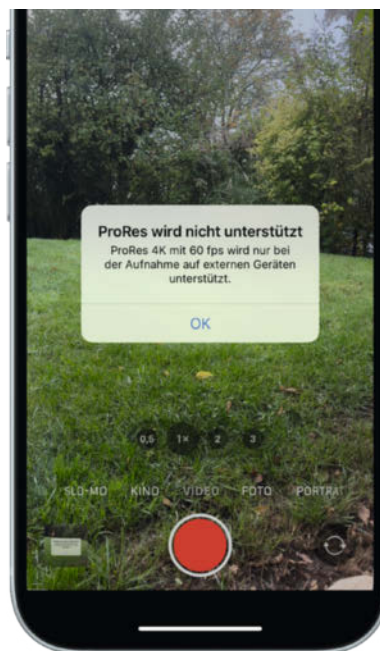 ProRes wird nicht unterstützt
ProRes 4K mit 60 fps wird nur bei
der Aufnahme auf externen Geräten
unterstützt.
OK
0,5 1× 2 3
SLO-MO KINO VIDEO FOTO PORTRÄT